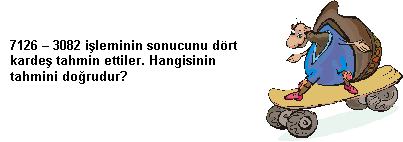 7126 – 3082 işleminin sonucunu dört
kardeş tahmin ettiler. Hangisinin
tahmini doğrudur?